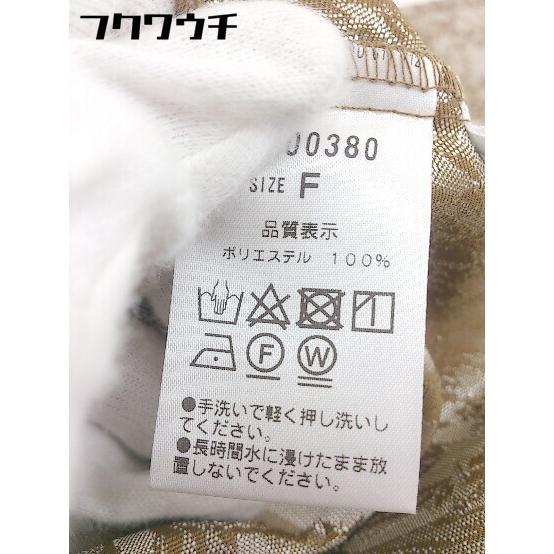 フクワウチ
00380
SIZE F
品質表示
ポリエステル 100%
F W
●手洗いで軽く押し洗いし
てください。
●長時間水に浸けたまま放
置しないでください。